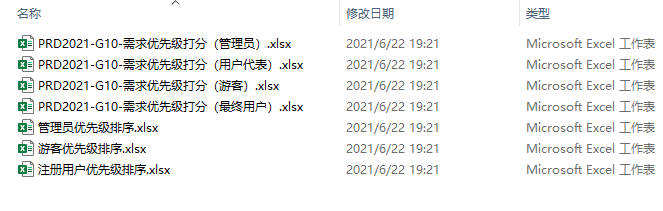 名称 修改日期 类型
PRD2021-G10-需求优先级打分（管理员）.xlsx 2021/6/22 19:21 Microsoft Excel 工作表
PRD2021-G10-需求优先级打分（用户代表）.xlsx 2021/6/22 19:21 Microsoft Excel 工作表
PRD2021-G10-需求优先级打分（游客）.xlsx 2021/6/22 19:21 Microsoft Excel 工作表
PRD2021-G10-需求优先级打分（最终用户）.xlsx 2021/6/22 19:21 Microsoft Excel 工作表
管理员优先级排序.xlsx 2021/6/22 19:21 Microsoft Excel 工作表
游客优先级排序.xlsx 2021/6/22 19:21 Microsoft Excel 工作表
注册用户优先级排序.xlsx 2021/6/22 19:21 Microsoft Excel 工作表